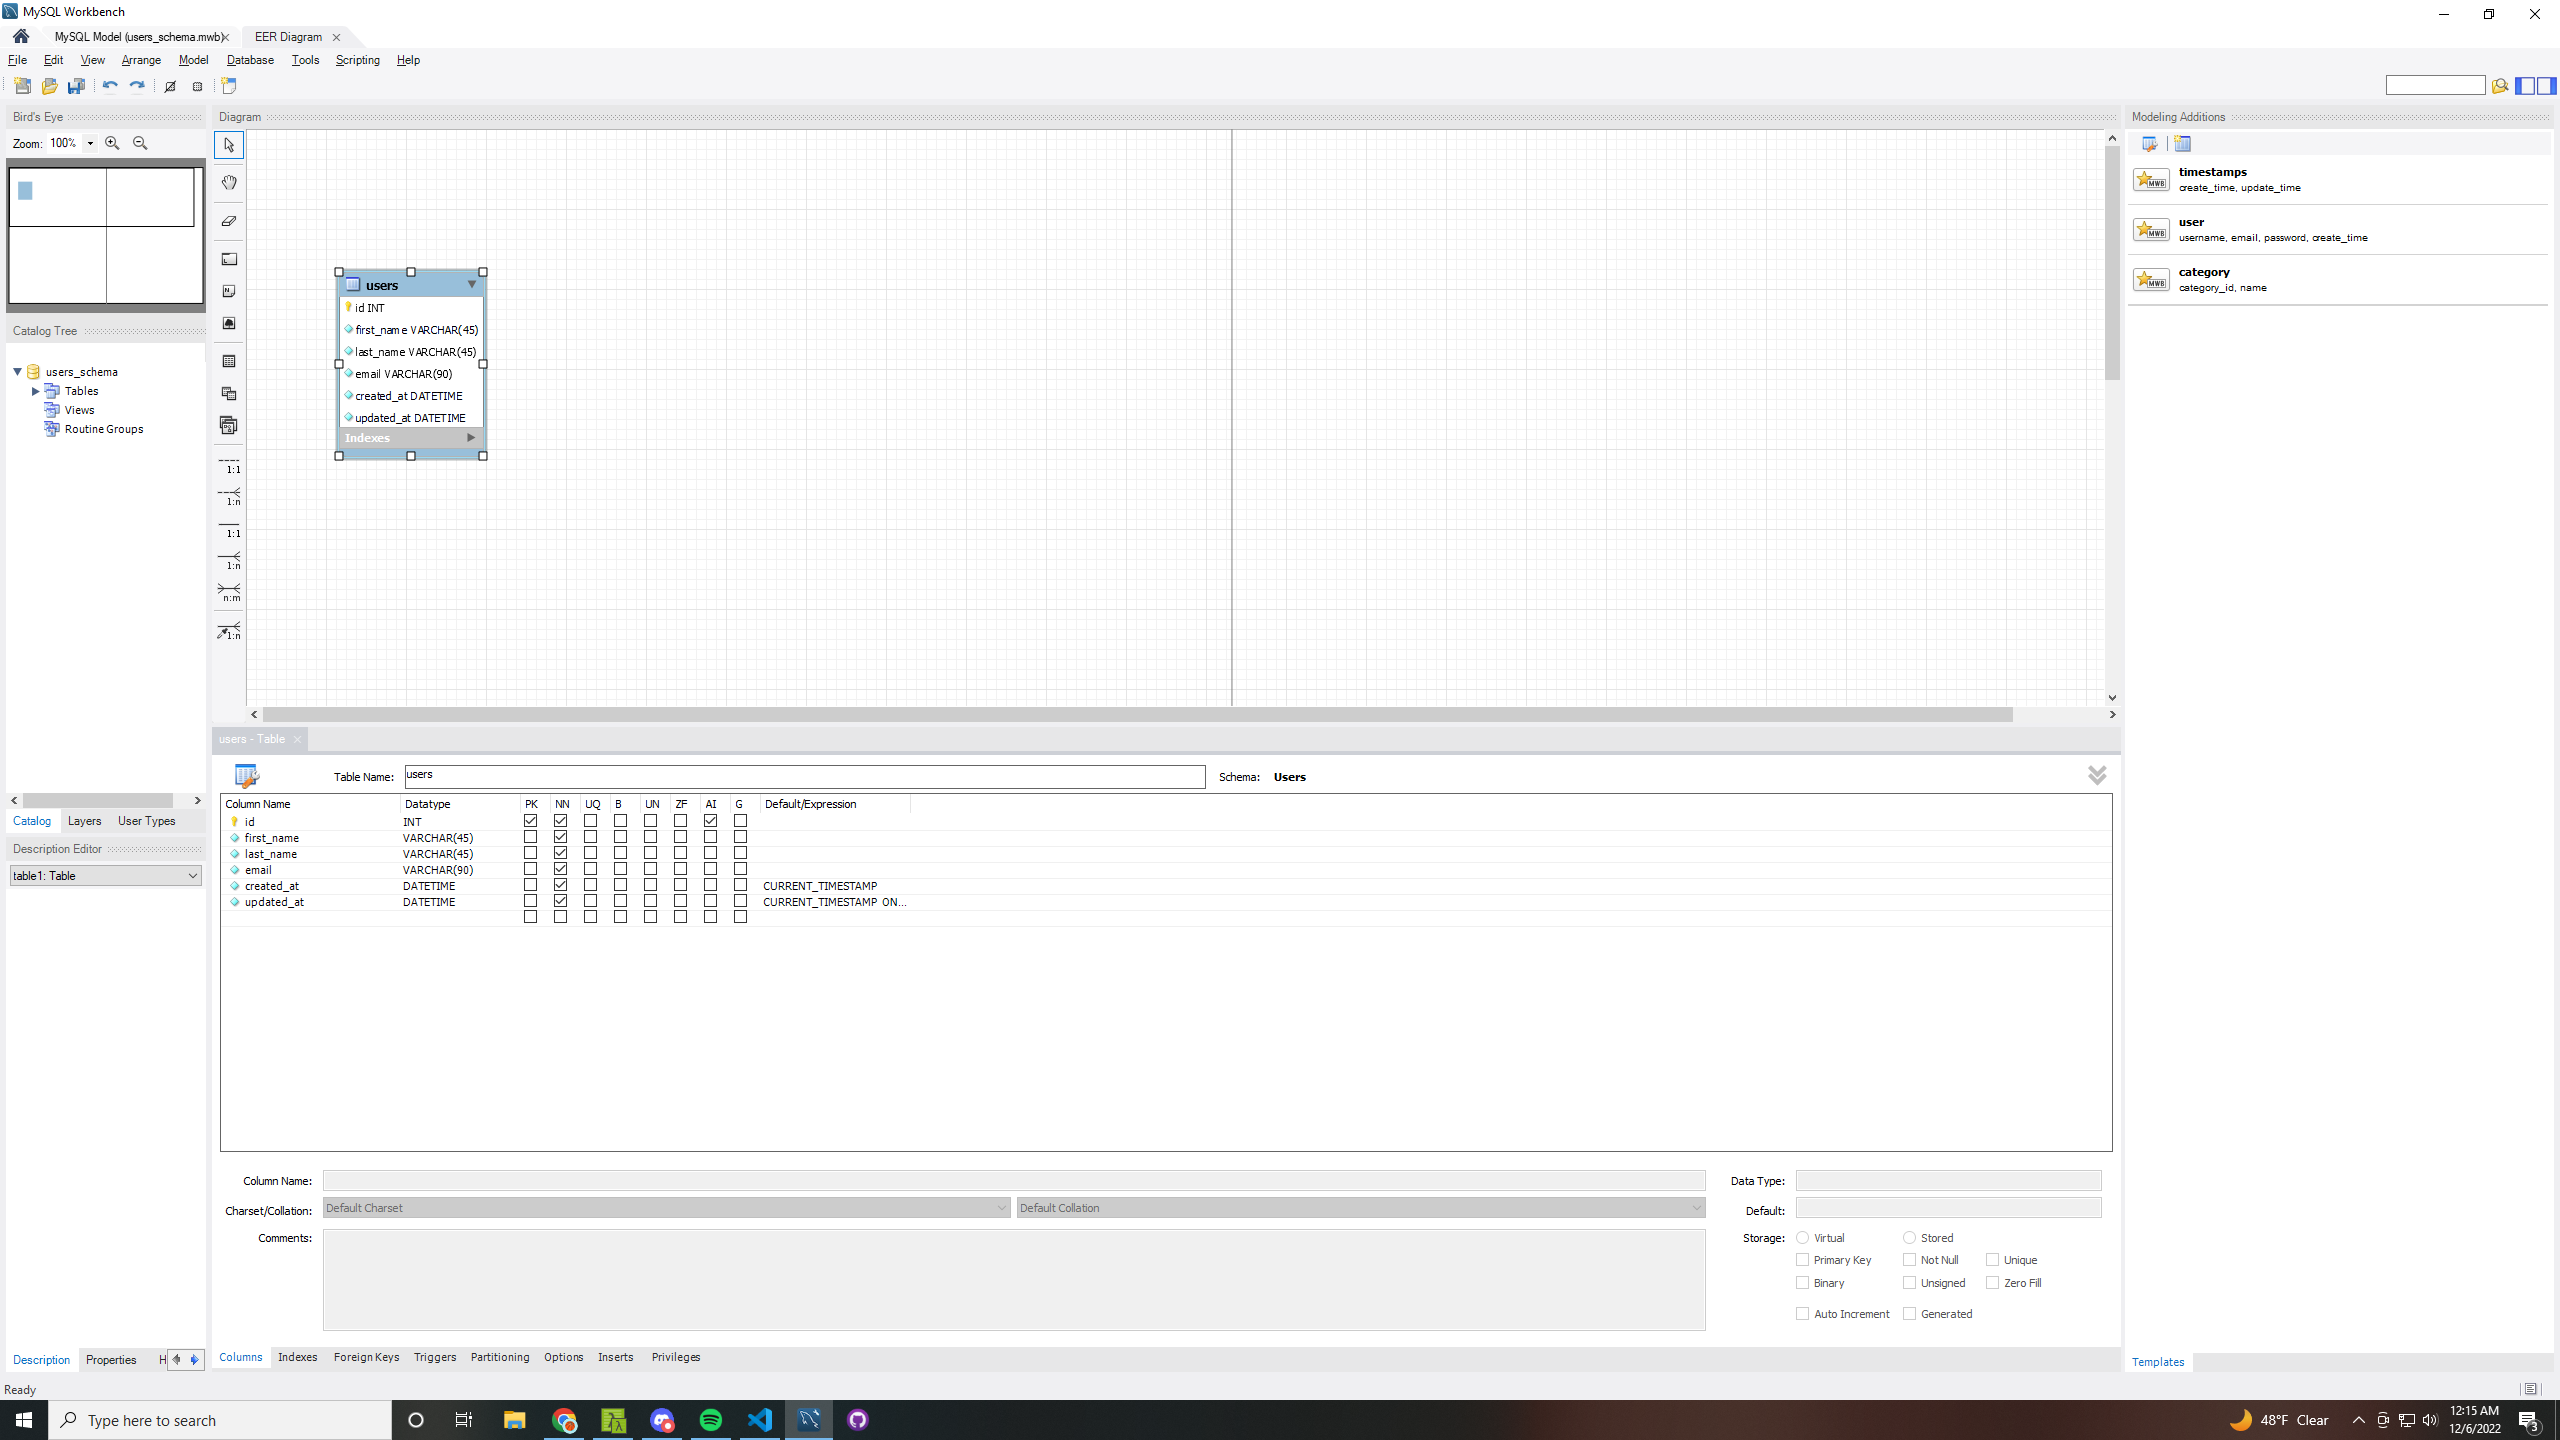 MySQL Workbench
MySQL Model (users_schema.mwb)
EER Diagram
File Edit View Arrange Model Database Tools Scripting Help
Bird's Eye
Zoom: 100%
Catalog Tree
users_schema
Tables
Views
Routine Groups
Catalog Layers User Types
Description Editor
table1: Table
Description Properties H
Diagram
1:1
1:n
1:1
1:n
n:m
1:n
users
id INT
first_name VARCHAR(45)
last_name VARCHAR(45)
email VARCHAR(90)
created_at DATETIME
updated_at DATETIME
Indexes
Modeling Additions
timestamps
create_time, update_time
user
username, email, password, create_time
category
category_id, name
Templates
users - Table
Table Name: users Schema: Users
Column Name Datatype PK NN UQ B UN ZF AI G Default/Expression
id INT
first_name VARCHAR(45)
last_name VARCHAR(45)
email VARCHAR(90)
created_at DATETIME CURRENT_TIMESTAMP
updated_at DATETIME CURRENT_TIMESTAMP ON...
Column Name: Data Type:
Charset/Collation: Default Charset Default Collation Default:
Comments: Storage: Virtual Stored
Primary Key Not Null Unique
Binary Unsigned Zero Fill
Auto Increment Generated
Columns Indexes Foreign Keys Triggers Partitioning Options Inserts Privileges
Ready
Type here to search
48°F Clear
12:15 AM
12/6/2022
3